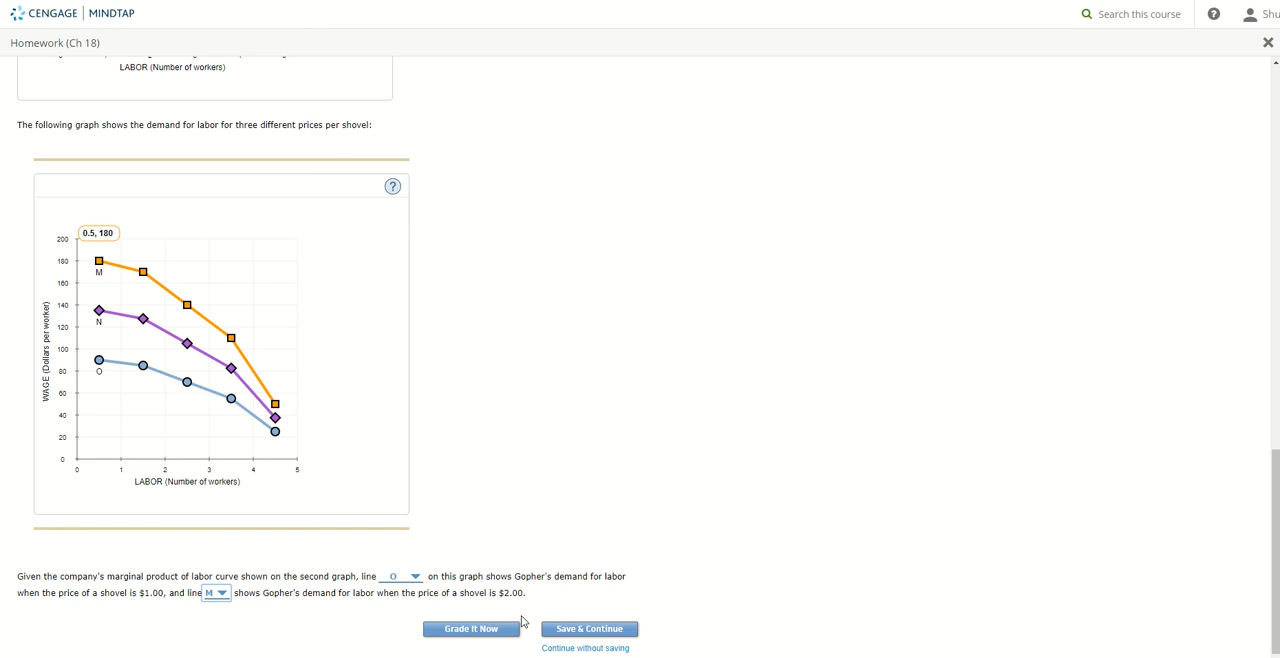 CENGAGE | MINDTAP
Search this course
Shu
Homework (Ch 18)
LABOR (Number of workers)
The following graph shows the demand for labor for three different prices per shovel:
?
0.5, 180
200
180
160
140
120
100
80
60
40
20
0
WAGE (Dollars per worker)
M
N
O
0 1 2 3 4 5
LABOR (Number of workers)
Given the company's marginal product of labor curve shown on the second graph, line O on this graph shows Gopher's demand for labor
when the price of a shovel is $1.00, and line M shows Gopher's demand for labor when the price of a shovel is $2.00.
Grade It Now
Save & Continue
Continue without saving